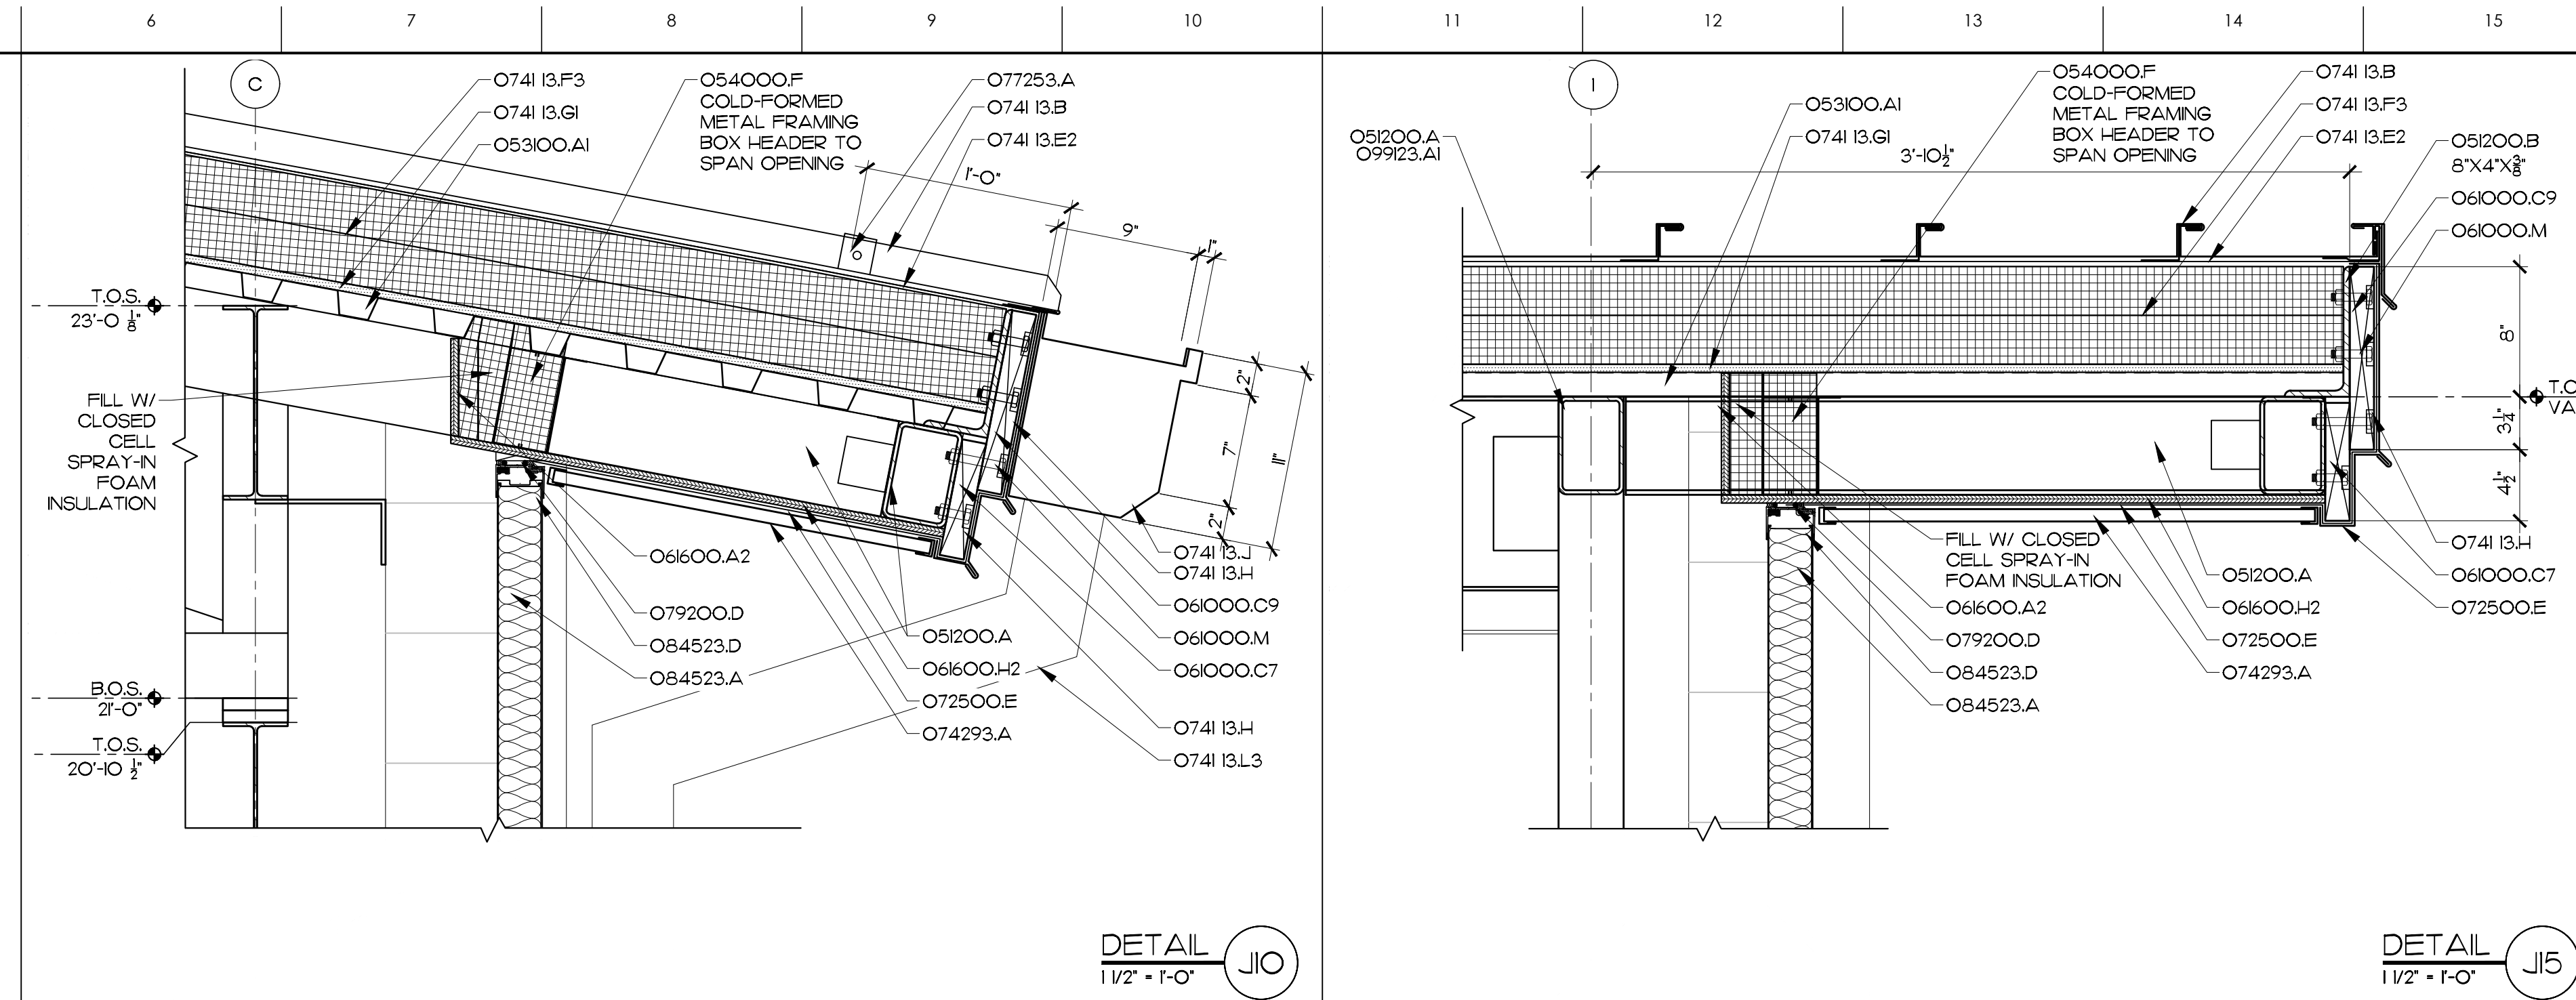 6
7
8
9
10
11
12
13
14
15
C
074113.F3
074113.G1
053100.A1
054000.F
COLD-FORMED
METAL FRAMING
BOX HEADER TO
SPAN OPENING
077253.A
074113.B
074113.E2
1'-0"
9"
1"
T.O.S.
23'-0 1/8"
FILL W/
CLOSED
CELL
SPRAY-IN
FOAM
INSULATION
2"
7"
11"
2"
B.O.S.
21'-0"
T.O.S.
20'-10 1/2"
061600.A2
079200.D
084523.D
084523.A
051200.A
061600.H2
072500.E
074293.A
074113.J
074113.H
061000.C9
061000.M
061000.C7
074113.H
074113.L3
DETAIL
1 1/2" = 1'-0"
J10
1
051200.A
099123.A1
053100.A1
074113.G1
054000.F
COLD-FORMED
METAL FRAMING
BOX HEADER TO
SPAN OPENING
3'-10 1/2"
074113.B
074113.F3
074113.E2
051200.B
8"X4"X3/8"
061000.C9
061000.M
8"
3 1/4"
4 1/2"
FILL W/ CLOSED
CELL SPRAY-IN
FOAM INSULATION
061600.A2
079200.D
084523.D
084523.A
051200.A
061600.H2
072500.E
074293.A
074113.H
061000.C7
072500.E
DETAIL
1 1/2" = 1'-0"
J15